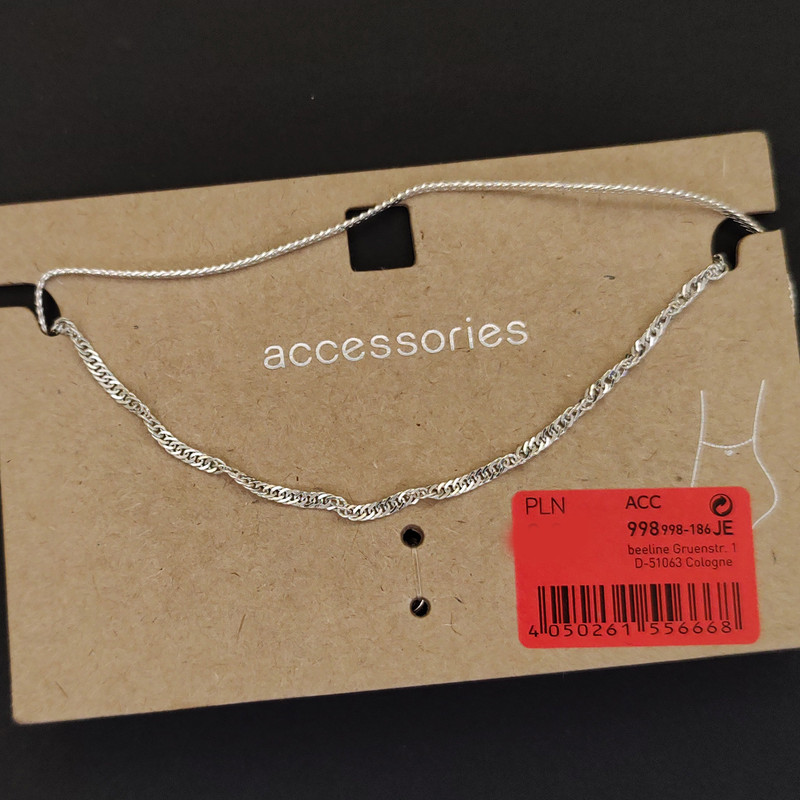 accessories
PLN ACC
998998-186JE
beeline Gruenstr. 1
D-51063 Cologne
4 050261 556668